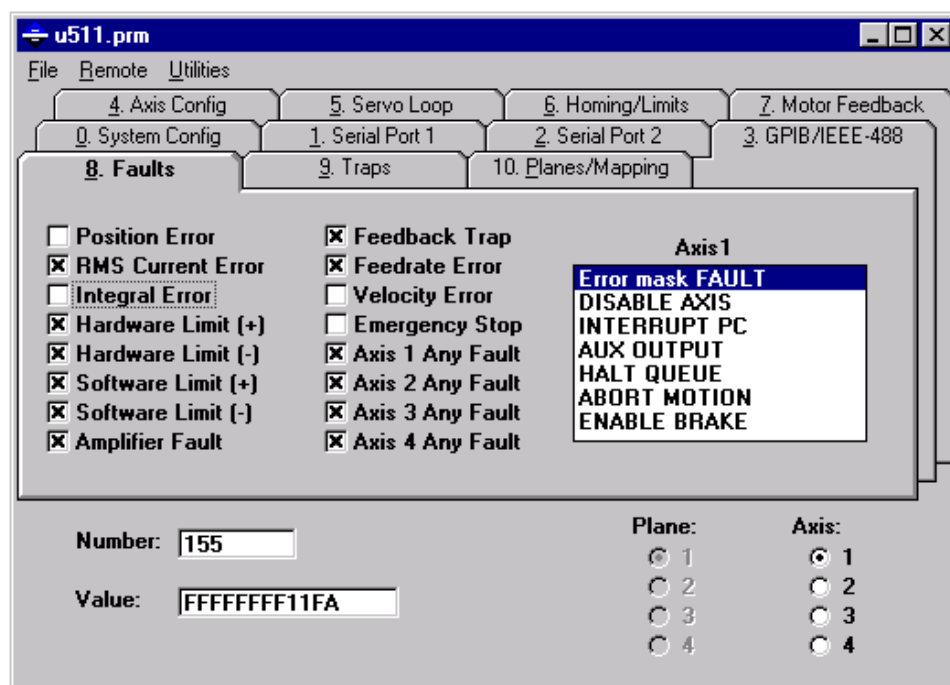 u511.prm
File Remote Utilities
4. Axis Config 5. Servo Loop 6. Homing/Limits 7. Motor Feedback
0. System Config 1. Serial Port 1 2. Serial Port 2 3. GPIB/IEEE-488
8. Faults 9. Traps 10. Planes/Mapping
Position Error Feedback Trap
Axis1
RMS Current Error Feedrate Error
Error mask FAULT
Integral Error Velocity Error DISABLE AXIS
Hardware Limit (+) Emergency Stop INTERRUPT PC
Hardware Limit (-) Axis 1 Any Fault AUX OUTPUT
Software Limit (+) Axis 2 Any Fault HALT QUEUE
Software Limit (-) Axis 3 Any Fault ABORT MOTION
Amplifier Fault Axis 4 Any Fault ENABLE BRAKE
Plane: Axis:
Number: 155 1 1
2 2
Value: FFFFFFFF11FA 3 3
4 4